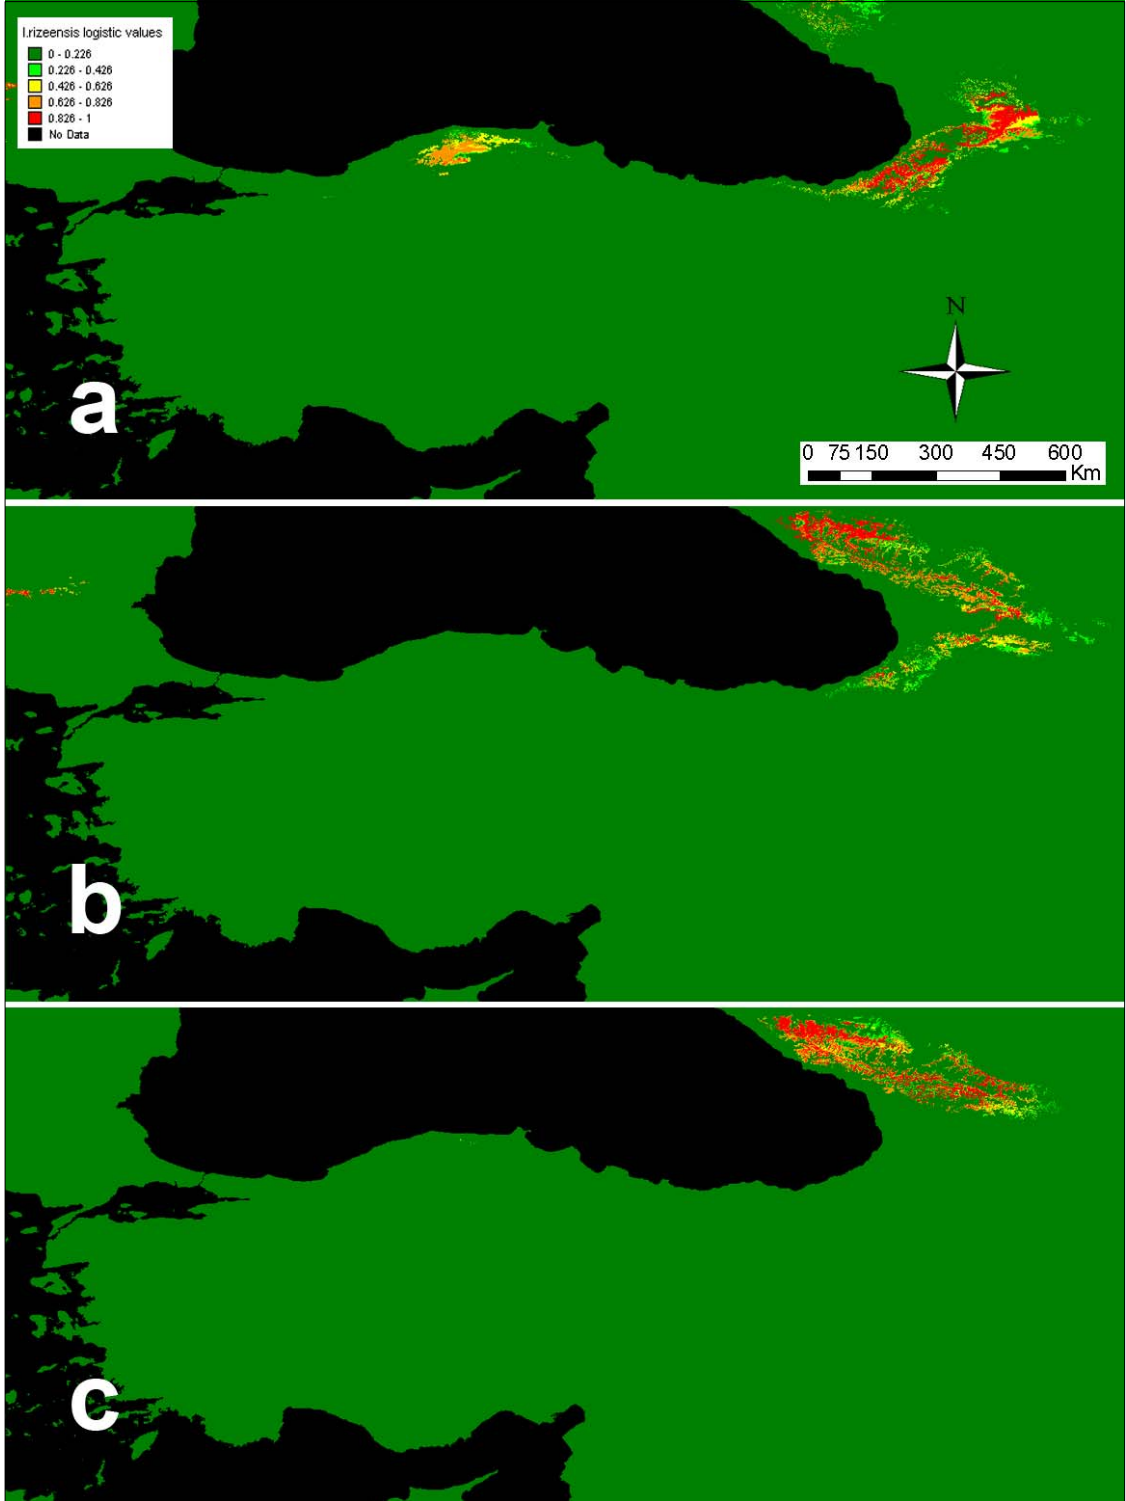 I.rizeensis logistic values
0 - 0.226
0.226 - 0.426
0.426 - 0.626
0.626 - 0.826
0.826 - 1
No Data
N
a
0 75 150 300 450 600
Km
b
c